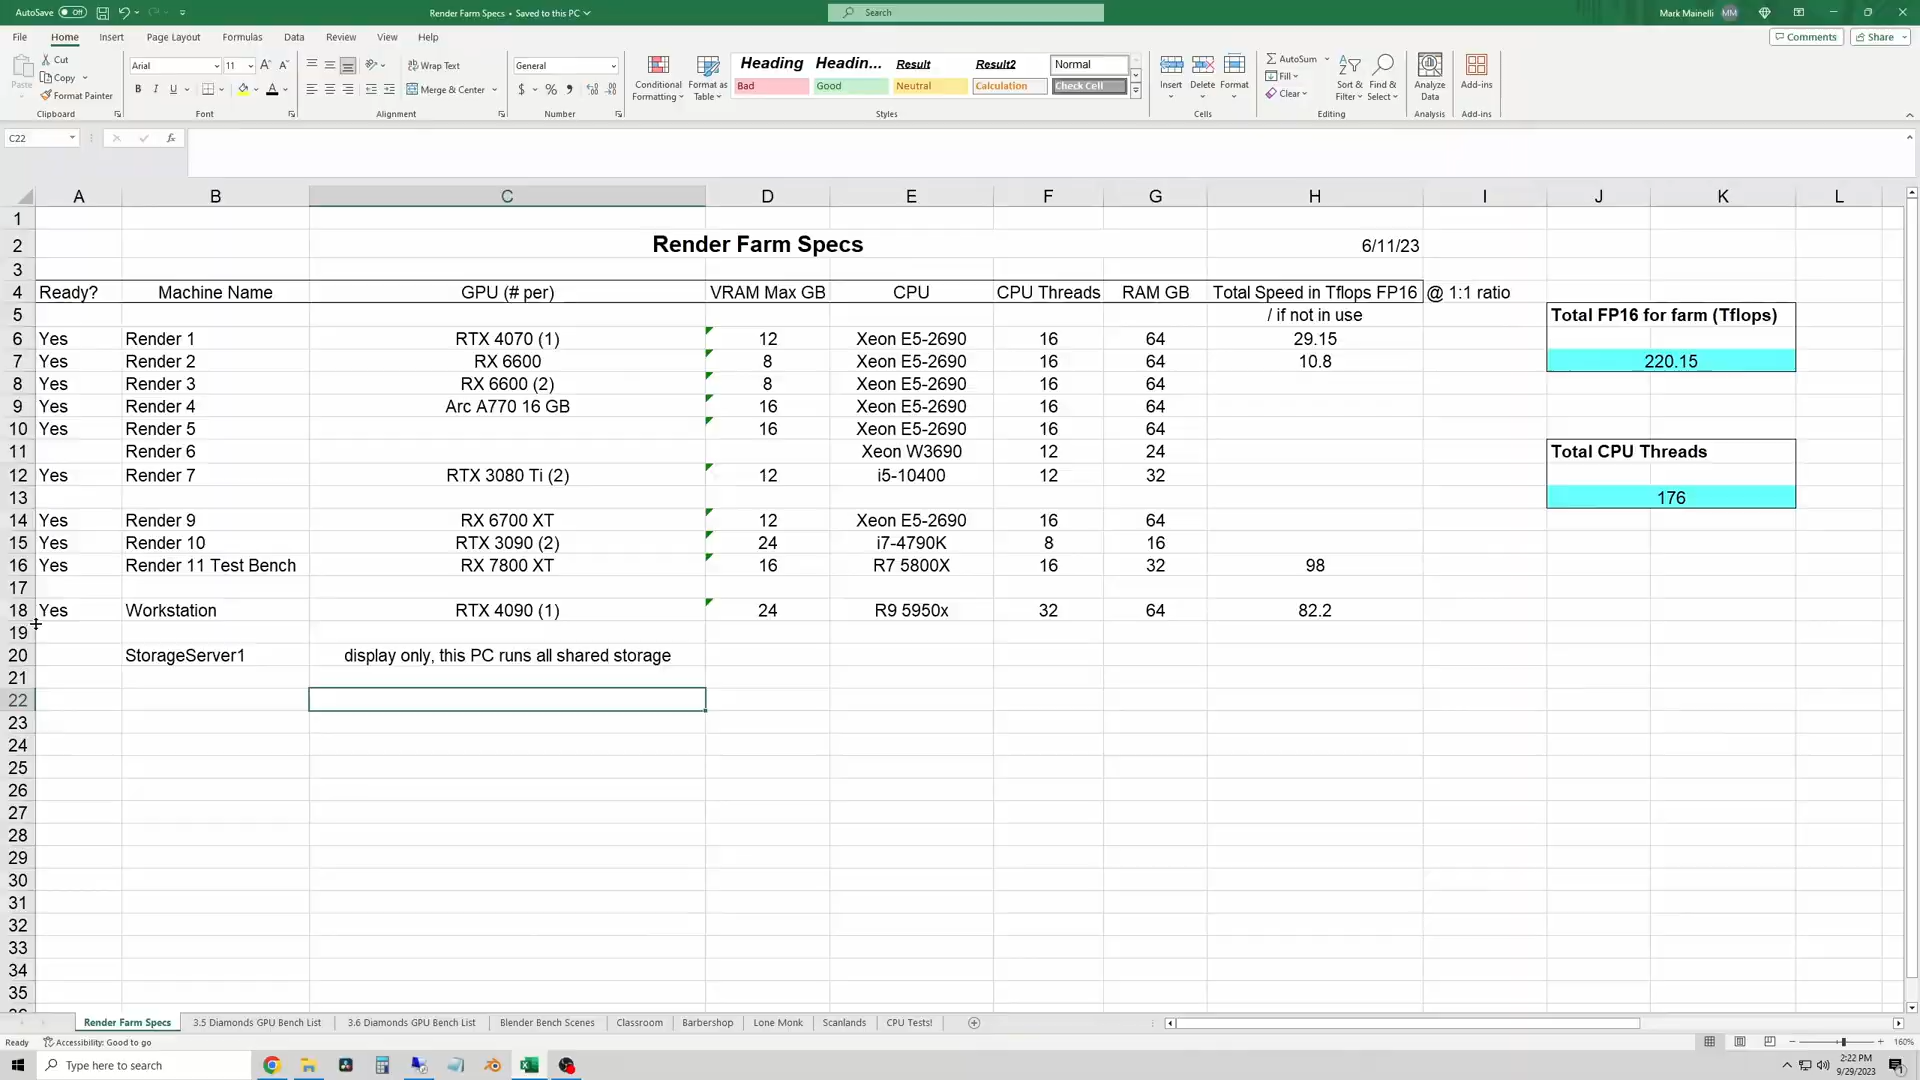 AutoSave Off Render Farm Specs • Saved to this PC Search Mark Mainelli MM
File Home Insert Page Layout Formulas Data Review View Help Comments Share
Paste Cut Copy Format Painter
Arial 11 B I U
Wrap Text Merge & Center
General $ % 9
Conditional Formatting Format as Table
Heading Headin... Result Result2 Normal
Bad Good Neutral Calculation Check Cell
Insert Delete Format
AutoSum Fill Clear Sort & Filter Find & Select
Analyze Data Add-ins
Clipboard Font Alignment Number Styles Cells Editing Analysis Add-ins
C22 fx
A B C D E F G H I J K L
1
2 Render Farm Specs 6/11/23
3
4 Ready? Machine Name GPU (# per) VRAM Max GB CPU CPU Threads RAM GB Total Speed in Tflops FP16 @ 1:1 ratio
5 / if not in use Total FP16 for farm (Tflops)
6 Yes Render 1 RTX 4070 (1) 12 Xeon E5-2690 16 64 29.15
7 Yes Render 2 RX 6600 8 Xeon E5-2690 16 64 10.8 220.15
8 Yes Render 3 RX 6600 (2) 8 Xeon E5-2690 16 64
9 Yes Render 4 Arc A770 16 GB 16 Xeon E5-2690 16 64
10 Yes Render 5 16 Xeon E5-2690 16 64
11 Render 6 Xeon W3690 12 24 Total CPU Threads
12 Yes Render 7 RTX 3080 Ti (2) 12 i5-10400 12 32
13 176
14 Yes Render 9 RX 6700 XT 12 Xeon E5-2690 16 64
15 Yes Render 10 RTX 3090 (2) 24 i7-4790K 8 16
16 Yes Render 11 Test Bench RX 7800 XT 16 R7 5800X 16 32 98
17
18 Yes Workstation RTX 4090 (1) 24 R9 5950x 32 64 82.2
19
20 StorageServer1 display only, this PC runs all shared storage
21
22
23
24
25
26
27
28
29
30
31
32
33
34
35
Render Farm Specs 3.5 Diamonds GPU Bench List 3.6 Diamonds GPU Bench List Blender Bench Scenes Classroom Barbershop Lone Monk Scanlands CPU Tests!
Ready Accessibility: Good to go 160%
Type here to search 2:22 PM
9/29/2023